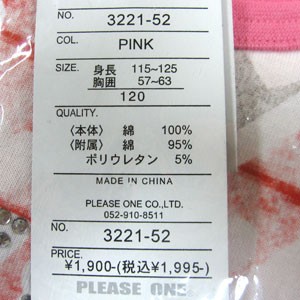 NO. 3221-52
COL. PINK
SIZE. 身長 115~125
胸囲 57~63
120
QUALITY.
〈本体〉 綿 100%
〈附属〉 綿 95%
ポリウレタン 5%
MADE IN CHINA
PLEASE ONE CO.,LTD.
052-910-8511
NO. 3221-52
PRICE.
¥1,900-(税込¥1,995-)
PLEASE ONE